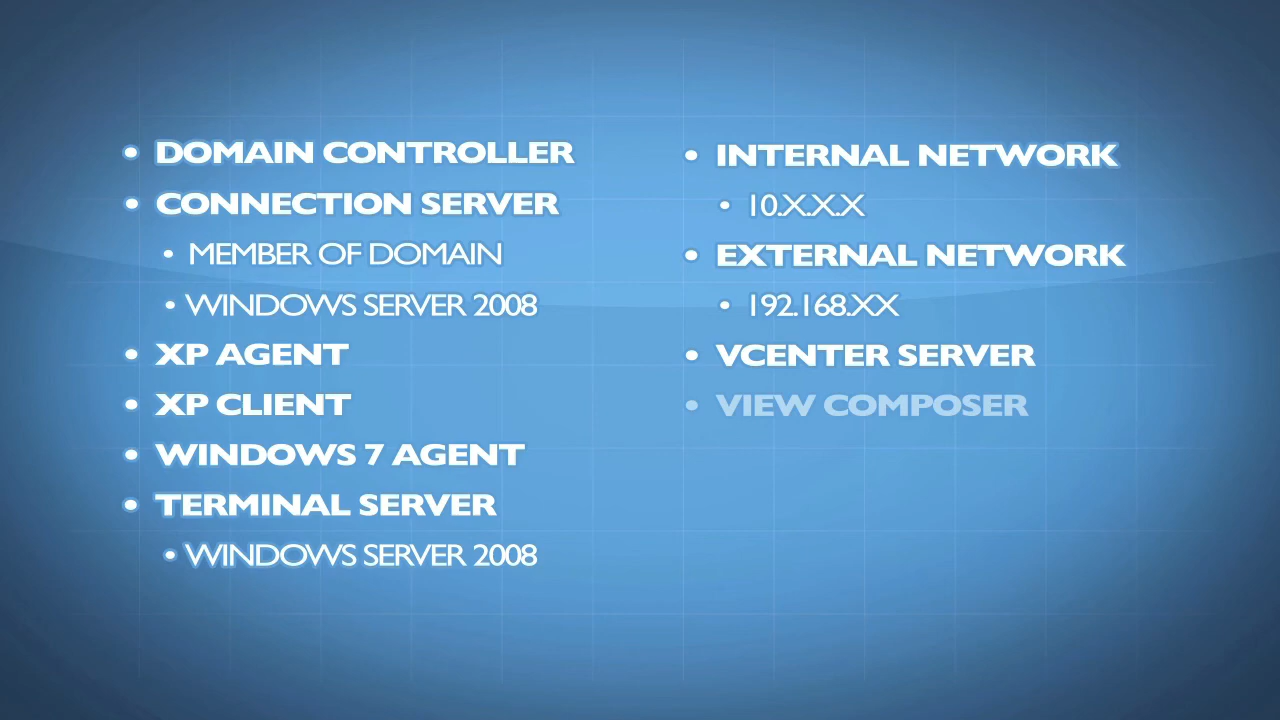 • DOMAIN CONTROLLER
• CONNECTION SERVER
• MEMBER OF DOMAIN
• WINDOWS SERVER 2008
• XP AGENT
• XP CLIENT
• WINDOWS 7 AGENT
• TERMINAL SERVER
• WINDOWS SERVER 2008
• INTERNAL NETWORK
• 10.X.X.X
• EXTERNAL NETWORK
• 192.168.XX
• VCENTER SERVER
• VIEW COMPOSER